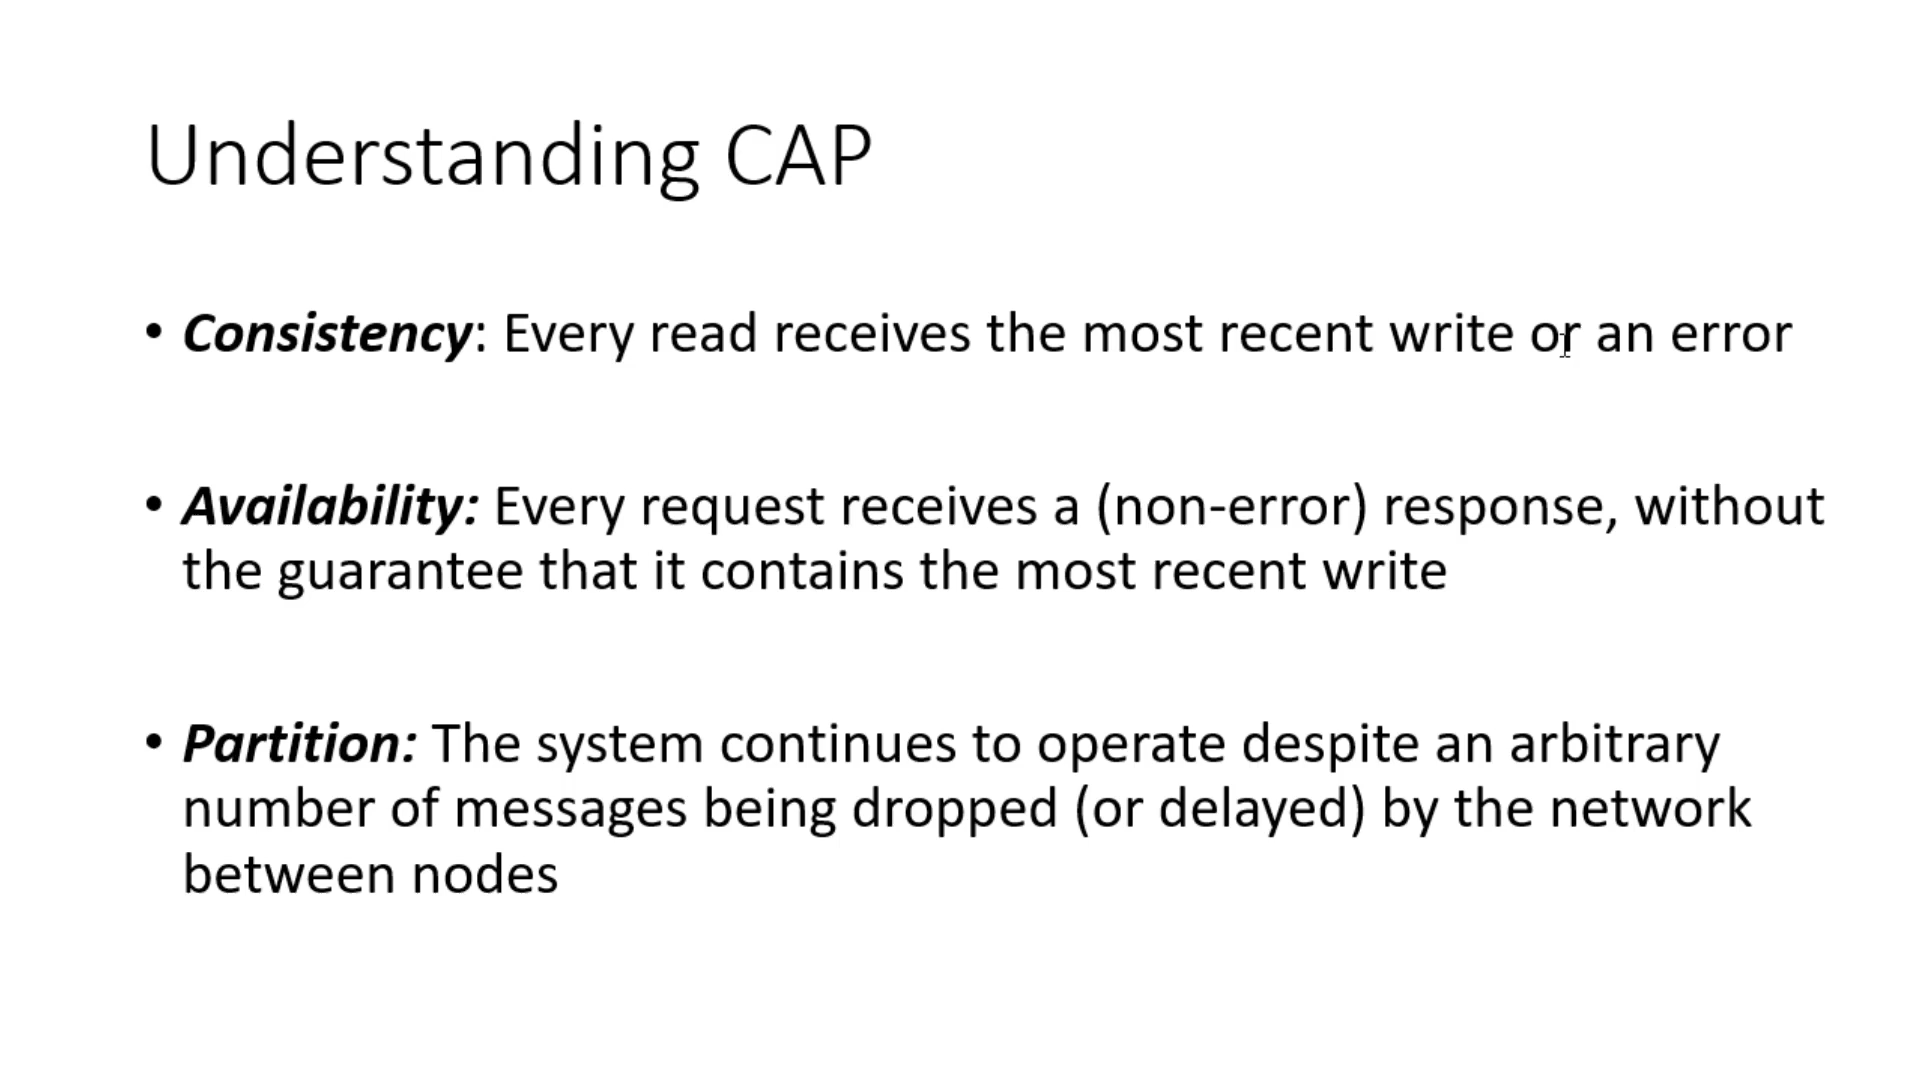 Understanding CAP
• Consistency: Every read receives the most recent write or an error
• Availability: Every request receives a (non-error) response, without
the guarantee that it contains the most recent write
• Partition: The system continues to operate despite an arbitrary
number of messages being dropped (or delayed) by the network
between nodes